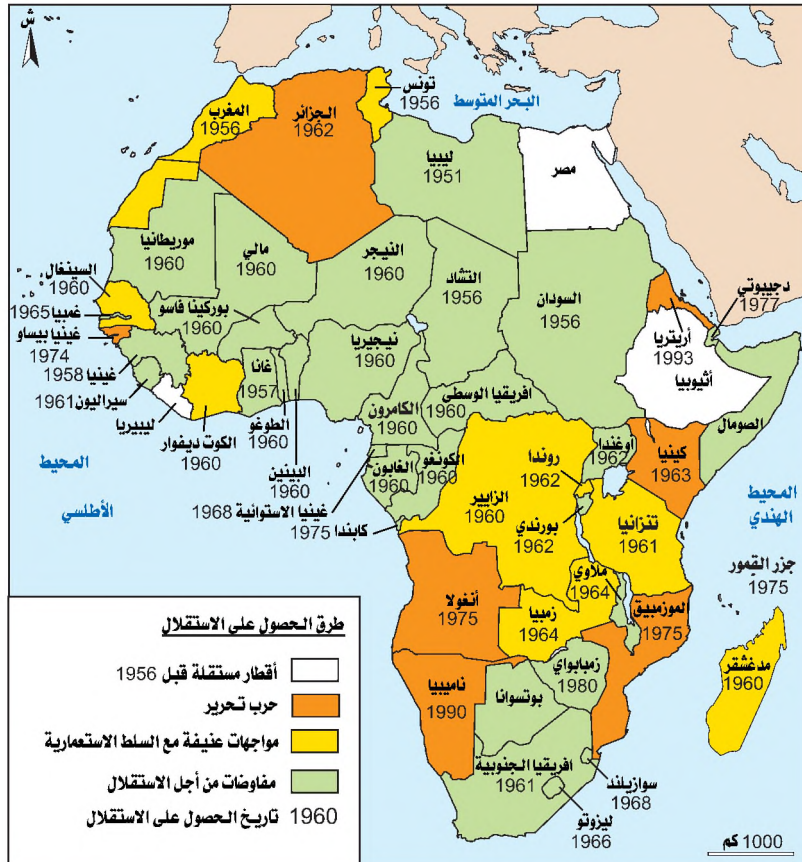 ش
تونس
1956
البحر المتوسط
المغرب
1956
الجزائر
1962
ليبيا
1951
مصر
موريطانيا
1960
مالي
1960
النيجر
1960
التشاد
1956
السودان
1956
دجيبوتي
1977
أريتريا
1993
أثيوبيا
الصومال
السينغال
1960
غمبيا 1965
غينيا بيساو
1974
غينيا 1958
سيراليون 1961
ليبيريا
بوركينا فاسو
1960
الكوت ديفوار
1960
غانا
1957
الطوغو
1960
البينين
1960
نيجيريا
1960
الكامرون
1960
افريقيا الوسطى
1960
الغابون
1960
الكونغو
1960
غينيا الاستوائية 1968
كابندا 1975
الزايير
1960
اوغندا
1962
كينيا
1963
روندا
1962
بورندي
1962
تنزانيا
1961
المحيط
الأطلسي
المحيط
الهندي
جزر القمور
1975
أنغولا
1975
زمبيا
1964
ملاوي
1964
الموزمبيق
1975
مدغشقر
1960
زمبابواي
1980
ناميبيا
1990
بوتسوانا
افريقيا الجنوبية
1961
سوازيلند
1968
ليزوتو
1966
طرق الحصول على الاستقلال
أقطار مستقلة قبل 1956
حرب تحرير
مواجهات عنيفة مع السلط الاستعمارية
مفاوضات من أجل الاستقلال
1960 تاريخ الحصول على الاستقلال
1000 كم